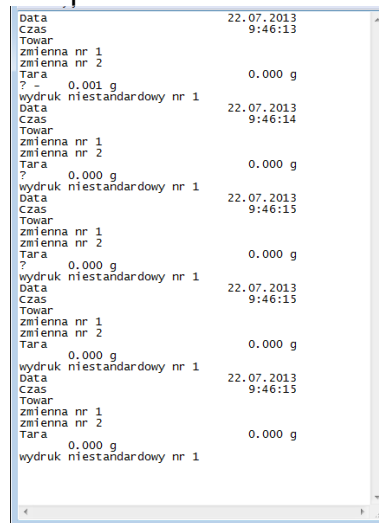 Data 22.07.2013
Czas 9:46:13
Towar
zmienna nr 1
zmienna nr 2
Tara 0.000 g
? - 0.001 g
wydruk niestandardowy nr 1
Data 22.07.2013
Czas 9:46:14
Towar
zmienna nr 1
zmienna nr 2
Tara 0.000 g
? 0.000 g
wydruk niestandardowy nr 1
Data 22.07.2013
Czas 9:46:15
Towar
zmienna nr 1
zmienna nr 2
Tara 0.000 g
? 0.000 g
wydruk niestandardowy nr 1
Data 22.07.2013
Czas 9:46:15
Towar
zmienna nr 1
zmienna nr 2
Tara 0.000 g
0.000 g
wydruk niestandardowy nr 1
Data 22.07.2013
Czas 9:46:15
Towar
zmienna nr 1
zmienna nr 2
Tara 0.000 g
0.000 g
wydruk niestandardowy nr 1